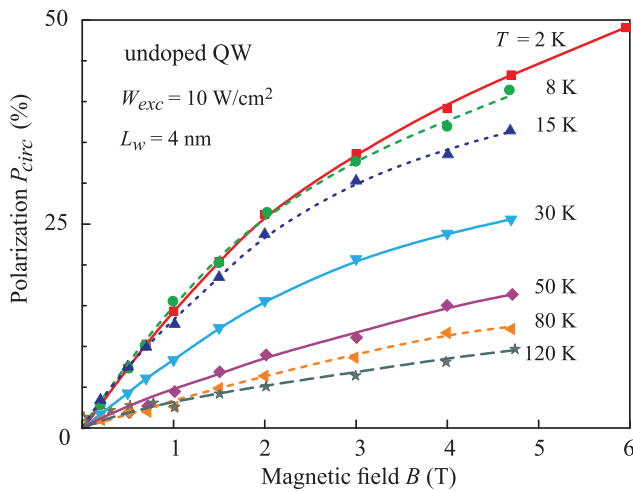 50
T = 2 K
undoped QW
8 K
W_exc = 10 W/cm²
15 K
L_w = 4 nm
Polarization P_circ (%)
25
30 K
50 K
80 K
120 K
0
1 2 3 4 5 6
Magnetic field B (T)